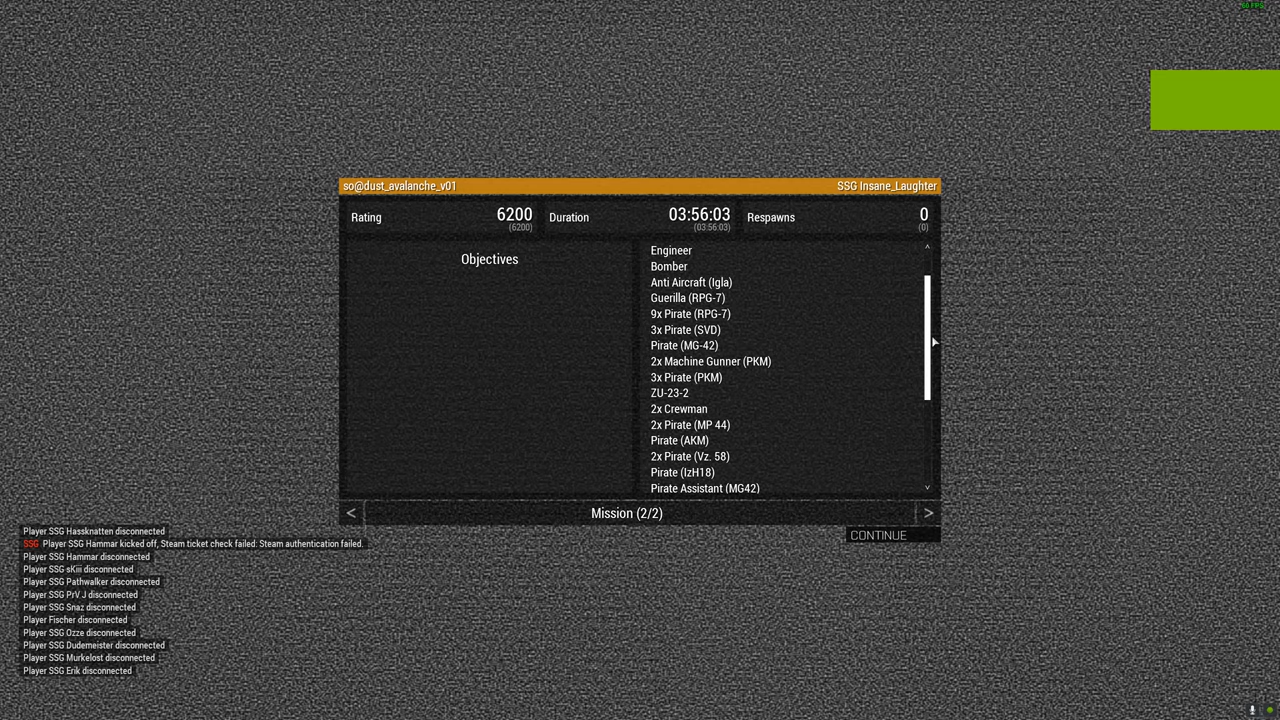 60 FPS
so@dust_avalanche_v01 SSG Insane_Laughter
Rating 6200 (6200) Duration 03:56:03 (03:56:03) Respawns 0 (0)
Objectives
Engineer
Bomber
Anti Aircraft (Igla)
Guerilla (RPG-7)
9x Pirate (RPG-7)
3x Pirate (SVD)
Pirate (MG-42)
2x Machine Gunner (PKM)
3x Pirate (PKM)
ZU-23-2
2x Crewman
2x Pirate (MP 44)
Pirate (AKM)
2x Pirate (Vz. 58)
Pirate (IzH18)
Pirate Assistant (MG42)
< Mission (2/2) >
CONTINUE
Player SSG Hassknatten disconnected
SSG Player SSG Hammar kicked off, Steam ticket check failed: Steam authentication failed.
Player SSG Hammar disconnected
Player SSG sKiii disconnected
Player SSG Pathwalker disconnected
Player SSG PrV J disconnected
Player SSG Snaz disconnected
Player Fischer disconnected
Player SSG Ozze disconnected
Player SSG Dudemeister disconnected
Player SSG Murkelost disconnected
Player SSG Erik disconnected